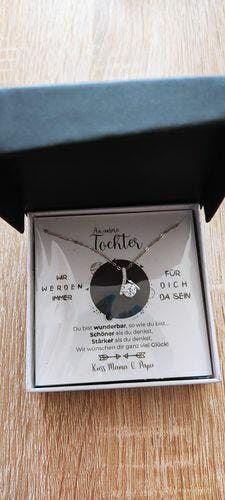 An unsere
Tochter
WIR
WERDEN
IMMER
FÜR
DICH
DA SEIN
Du bist wunderbar, so wie du bist...
Schöner als du denkst,
Stärker als du denkst,
Wir wünschen dir ganz viel Glück!
Kuss Mama & Papa